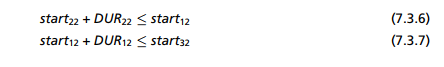 start₂₂ + DUR₂₂ ≤ start₁₂ (7.3.6)
start₁₂ + DUR₁₂ ≤ start₃₂ (7.3.7)